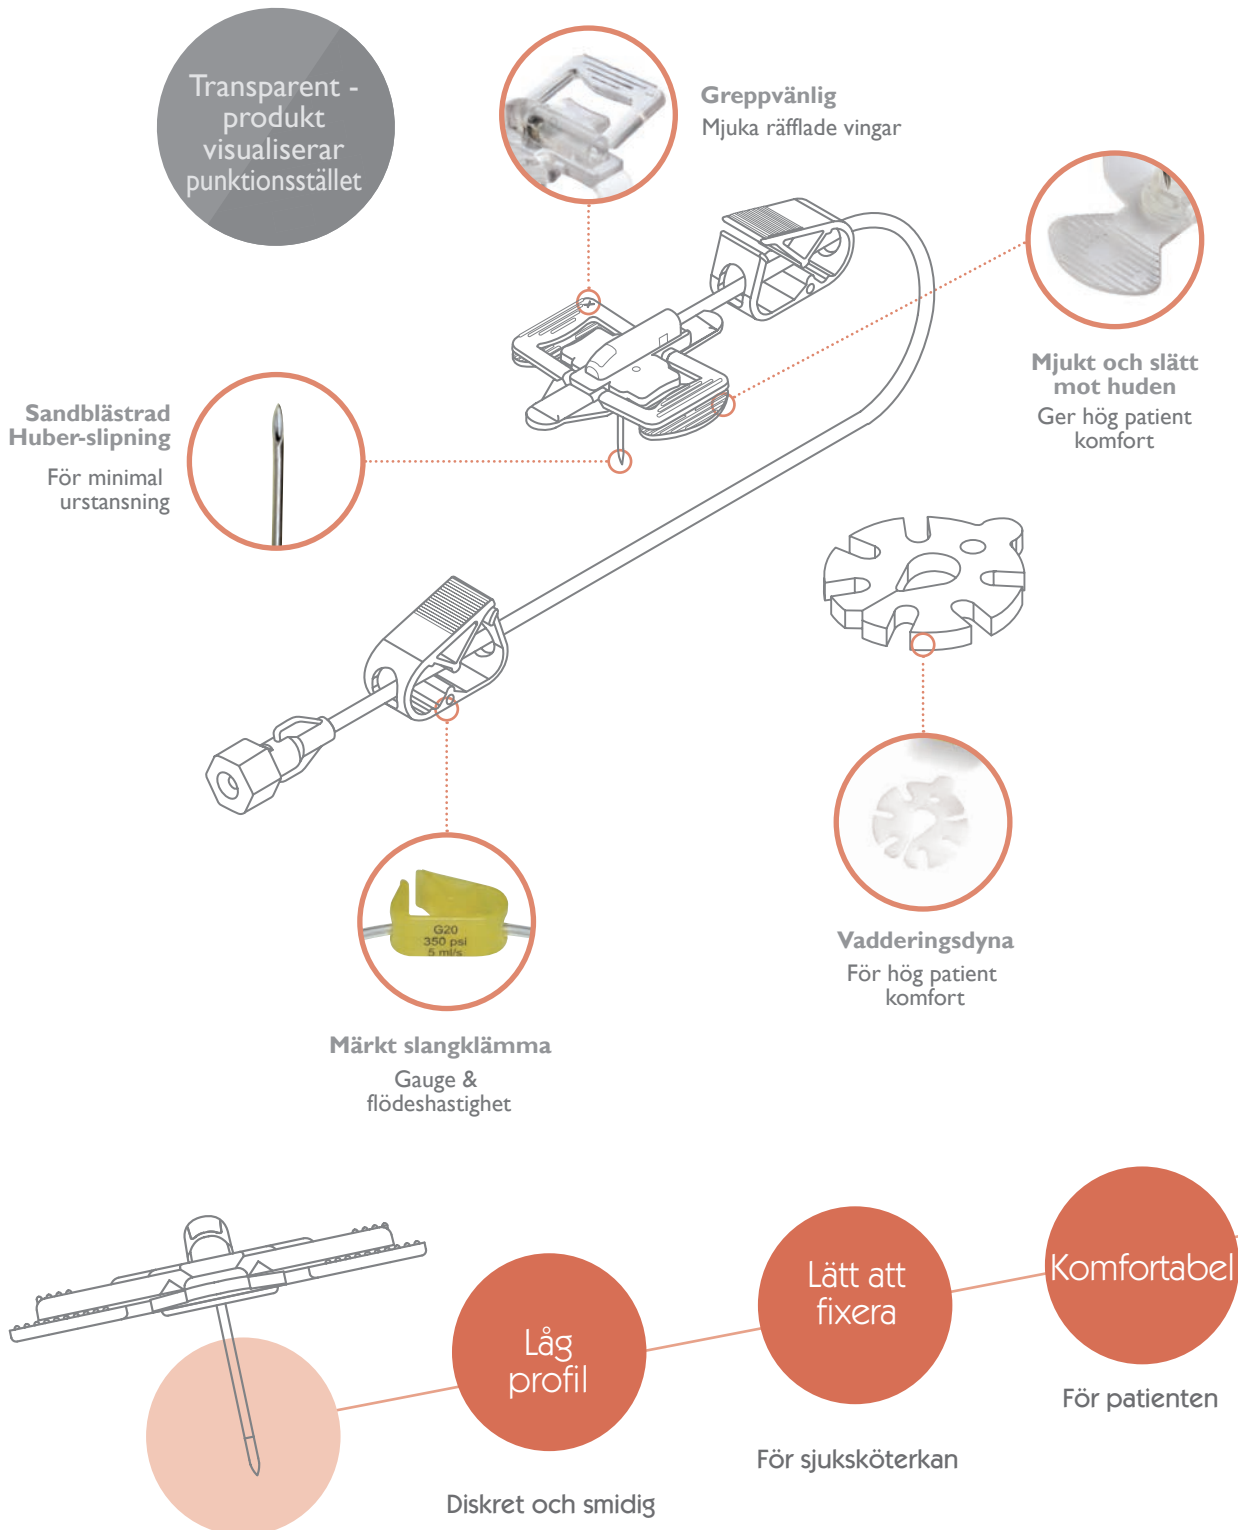 Transparent -
produkt
visualiserar
punktionsstället
Greppvänlig
Mjuka räfflade vingar
Mjukt och slätt
mot huden
Ger hög patient
komfort
Sandblästrad
Huber-slipning
För minimal
urstansning
G20
350 psi
5 ml/s
Märkt slangklämma
Gauge &
flödeshastighet
Vadderingsdyna
För hög patient
komfort
Låg
profil
Diskret och smidig
Lätt att
fixera
För sjuksköterkan
Komfortabel
För patienten